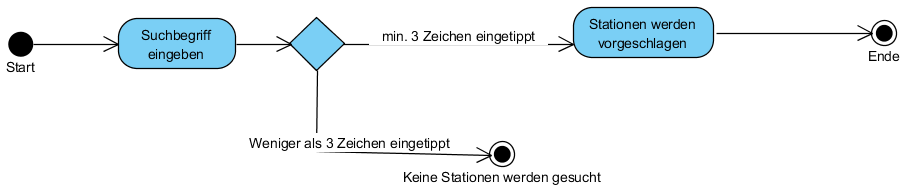 Start
Suchbegriff
eingeben
min. 3 Zeichen eingetippt
Stationen werden
vorgeschlagen
Ende
Weniger als 3 Zeichen eingetippt
Keine Stationen werden gesucht